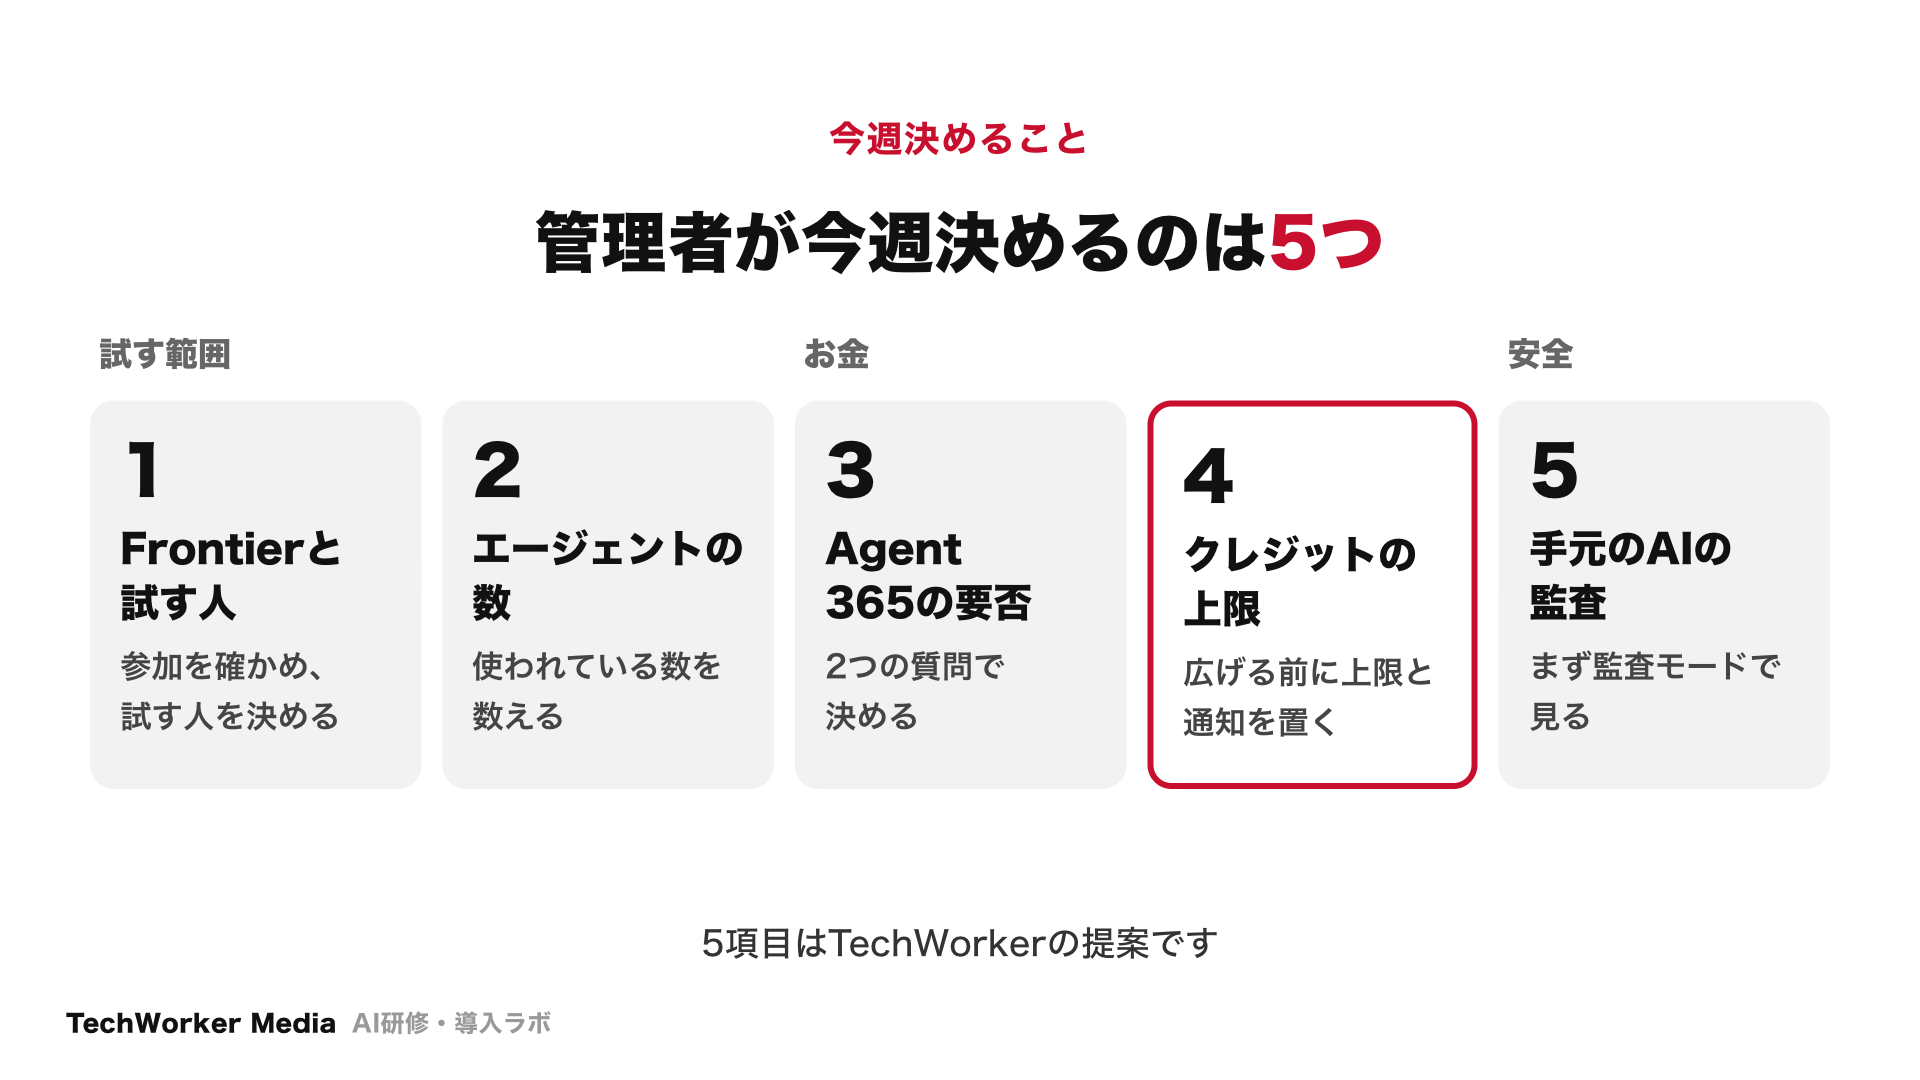 今週決めること
管理者が今週決めるのは5つ
試す範囲
お金
安全
1
Frontierと
試す人
参加を確かめ、
試す人を決める
2
エージェントの
数
使われている数を
数える
3
Agent
365の要否
2つの質問で
決める
4
クレジットの
上限
広げる前に上限と
通知を置く
5
手元のAIの
監査
まず監査モードで
見る
5項目はTechWorkerの提案です
TechWorker Media AI研修・導入ラボ